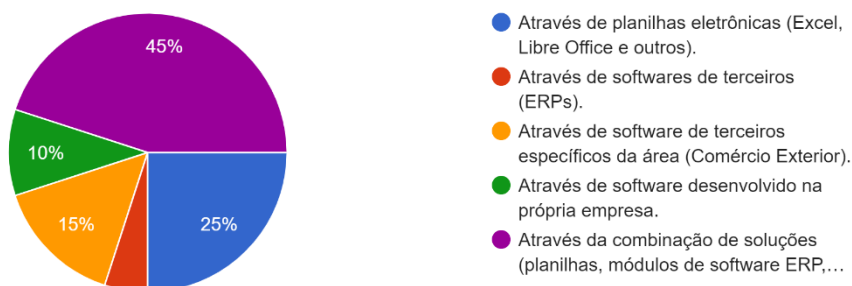 45%
10%
15%
25%
Através de planilhas eletrônicas (Excel,
Libre Office e outros).
Através de softwares de terceiros
(ERPs).
Através de software de terceiros
específicos da área (Comércio Exterior).
Através de software desenvolvido na
própria empresa.
Através da combinação de soluções
(planilhas, módulos de software ERP,…